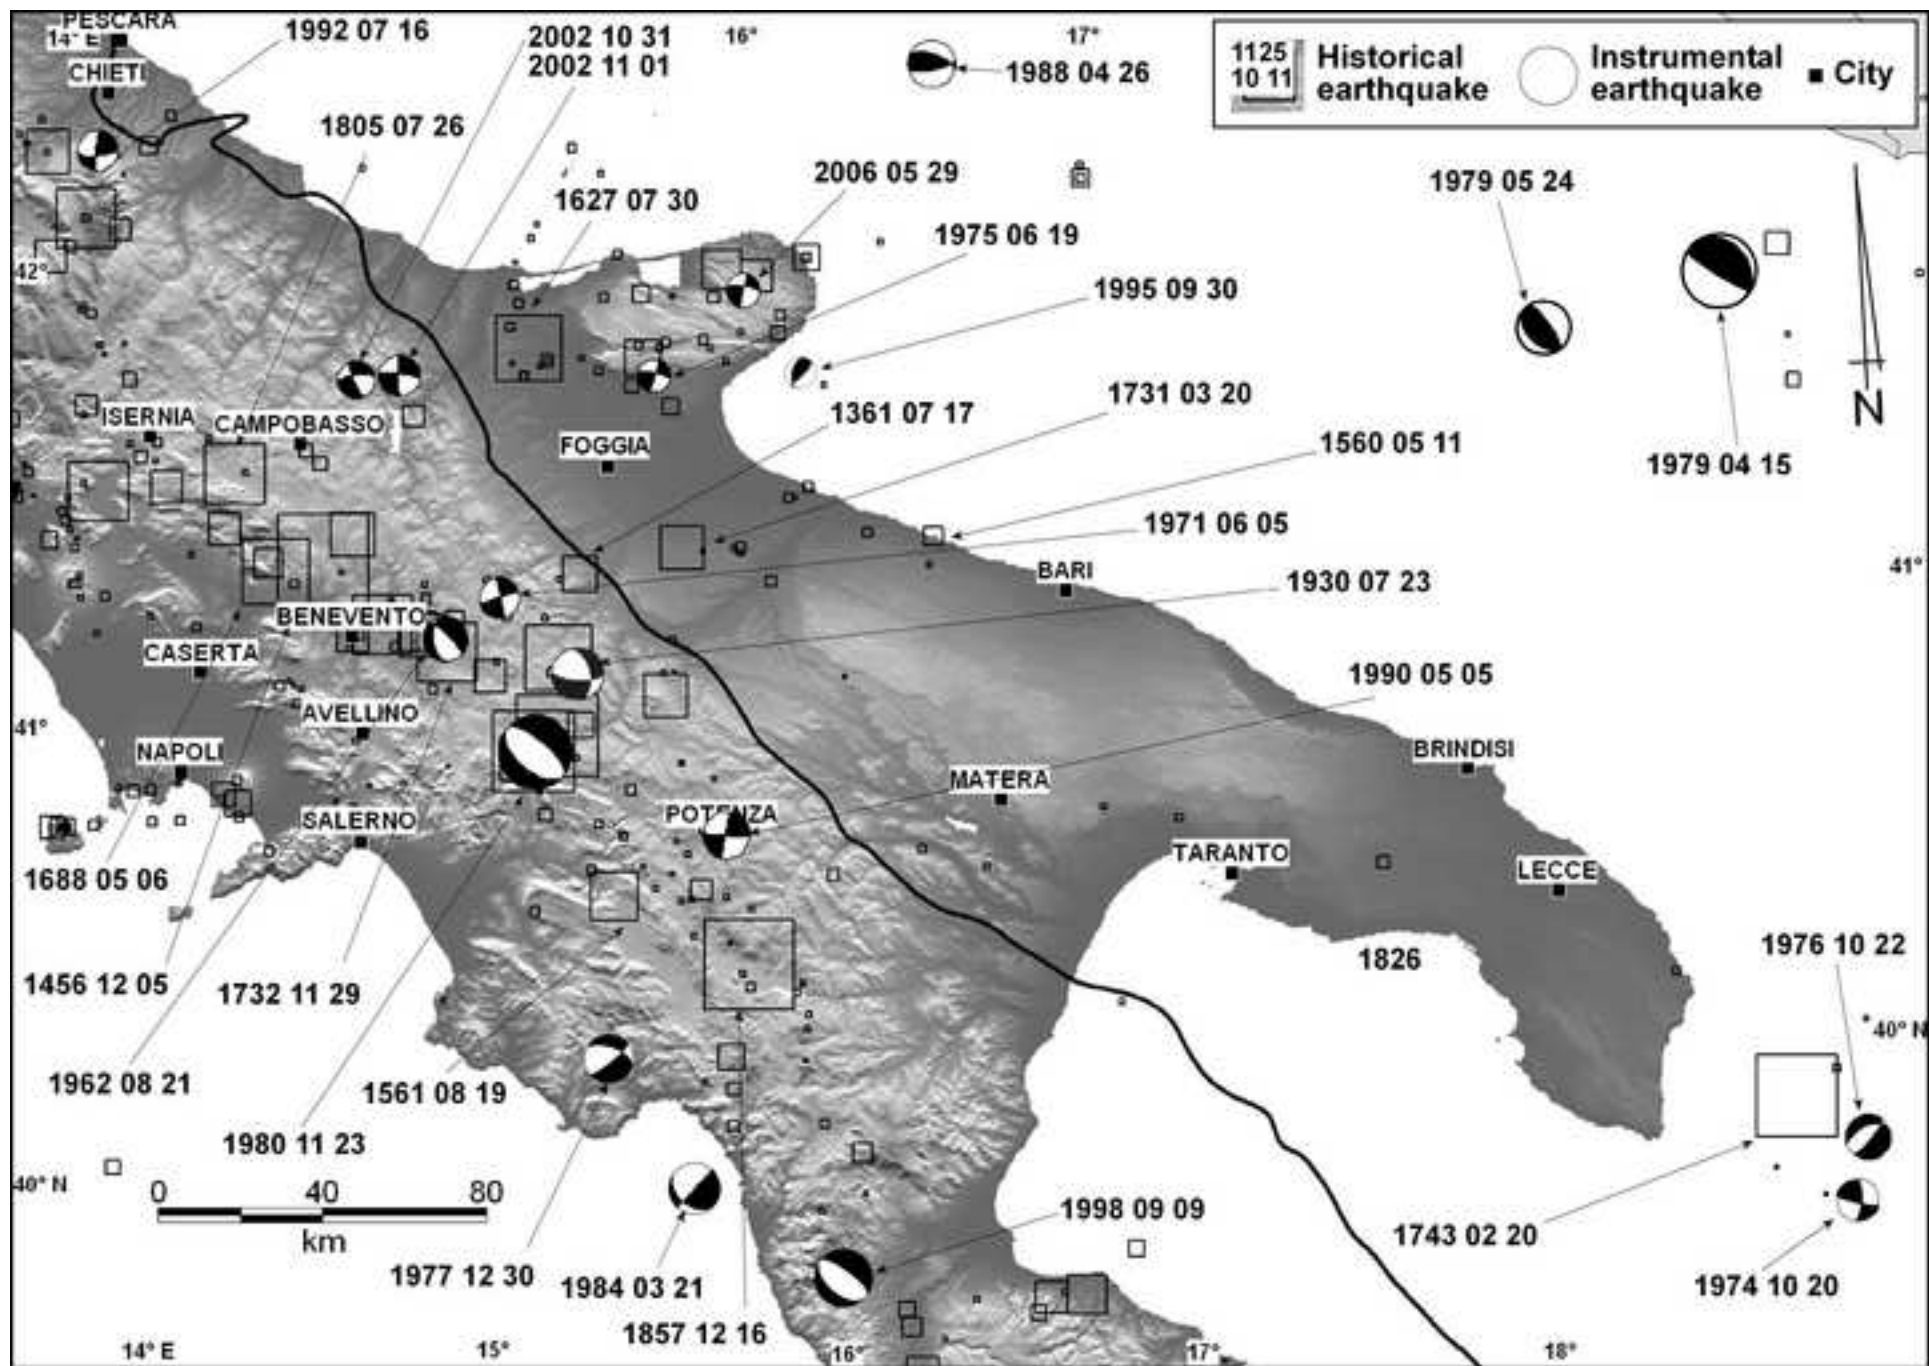 PESCARA
14° E
1992 07 16
2002 10 31
2002 11 01
16°
17°
1988 04 26
1125
10 11
Historical
earthquake
Instrumental
earthquake
City
CHIETI
1805 07 26
1627 07 30
2006 05 29
1979 05 24
1975 06 19
42°
1995 09 30
1731 03 20
1361 07 17
N
ISERNIA
CAMPOBASSO
FOGGIA
1560 05 11
1979 04 15
1971 06 05
BARI
41°
1930 07 23
BENEVENTO
CASERTA
1990 05 05
AVELLINO
41°
NAPOLI
BRINDISI
MATERA
SALERNO
POTENZA
TARANTO
LECCE
1688 05 06
1976 10 22
1826
1456 12 05
1732 11 29
40° N
1962 08 21
1561 08 19
1980 11 23
40° N
0 40 80
km
1998 09 09
1743 02 20
1977 12 30
1984 03 21
1974 10 20
1857 12 16
14° E
15°
16°
17°
18°